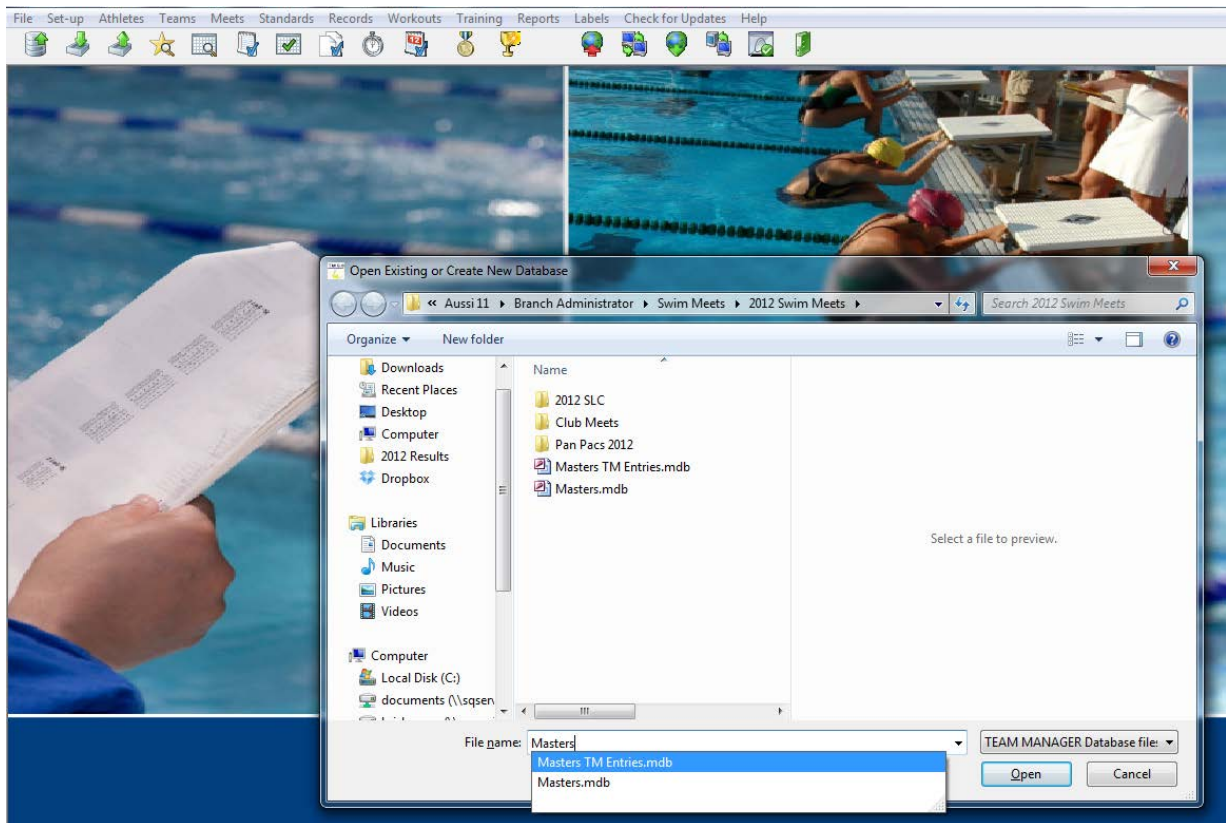 File Set-up Athletes Teams Meets Standards Records Workouts Training Reports Labels Check for Updates Help
12
Open Existing or Create New Database
« Aussi 11 ▸ Branch Administrator ▸ Swim Meets ▸ 2012 Swim Meets ▸
Search 2012 Swim Meets
Organize New folder
Downloads
Recent Places
Desktop
Computer
2012 Results
Dropbox
Libraries
Documents
Music
Pictures
Videos
Computer
Local Disk (C:)
documents (\\sqserv
Name
2012 SLC
Club Meets
Pan Pacs 2012
Masters TM Entries.mdb
Masters.mdb
Select a file to preview.
File name: Masters
TEAM MANAGER Database file:
Masters TM Entries.mdb
Masters.mdb
Open Cancel